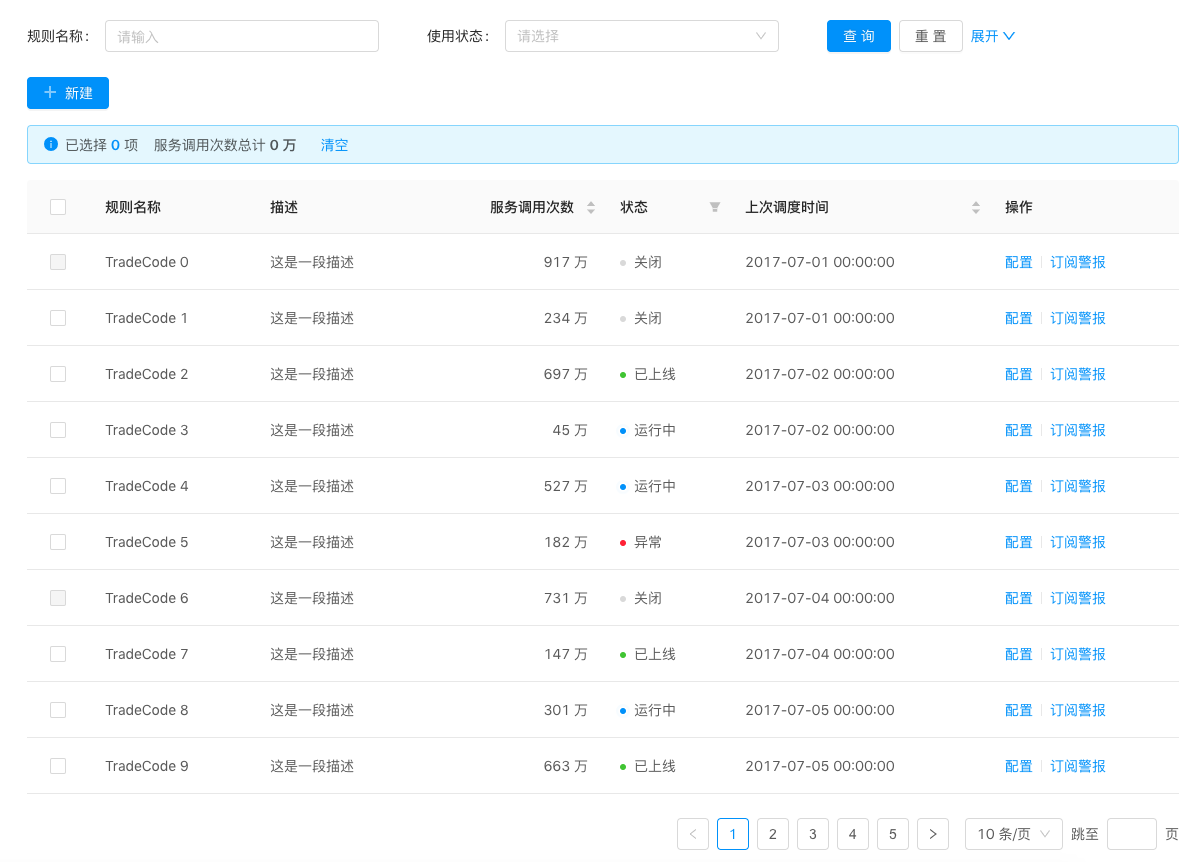 规则名称: 请输入 使用状态: 请选择 查 询 重 置 展开
新建
已选择 0 项 服务调用次数总计 0 万 清空
规则名称 描述 服务调用次数 状态 上次调度时间 操作
TradeCode 0 这是一段描述 917 万 关闭 2017-07-01 00:00:00 配置 订阅警报
TradeCode 1 这是一段描述 234 万 关闭 2017-07-01 00:00:00 配置 订阅警报
TradeCode 2 这是一段描述 697 万 已上线 2017-07-02 00:00:00 配置 订阅警报
TradeCode 3 这是一段描述 45 万 运行中 2017-07-02 00:00:00 配置 订阅警报
TradeCode 4 这是一段描述 527 万 运行中 2017-07-03 00:00:00 配置 订阅警报
TradeCode 5 这是一段描述 182 万 异常 2017-07-03 00:00:00 配置 订阅警报
TradeCode 6 这是一段描述 731 万 关闭 2017-07-04 00:00:00 配置 订阅警报
TradeCode 7 这是一段描述 147 万 已上线 2017-07-04 00:00:00 配置 订阅警报
TradeCode 8 这是一段描述 301 万 运行中 2017-07-05 00:00:00 配置 订阅警报
TradeCode 9 这是一段描述 663 万 已上线 2017-07-05 00:00:00 配置 订阅警报
1 2 3 4 5 10 条/页 跳至 页